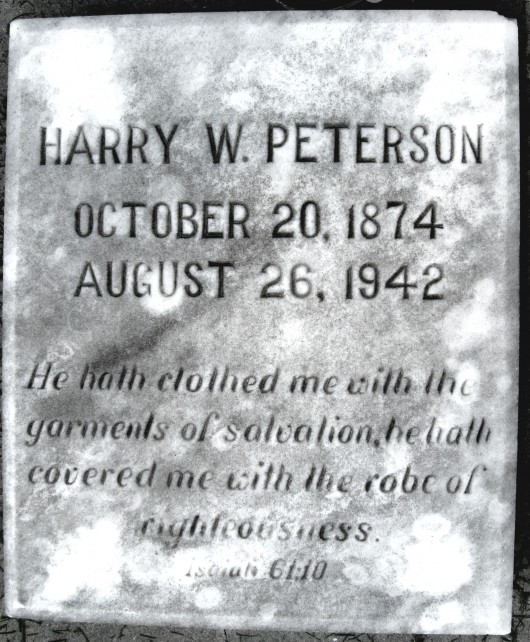 HARRY W. PETERSON
OCTOBER 20, 1874
AUGUST 26, 1942
He hath clothed me with the
garments of salvation, he hath
covered me with the robe of
righteousness.
Isaiah 61:10